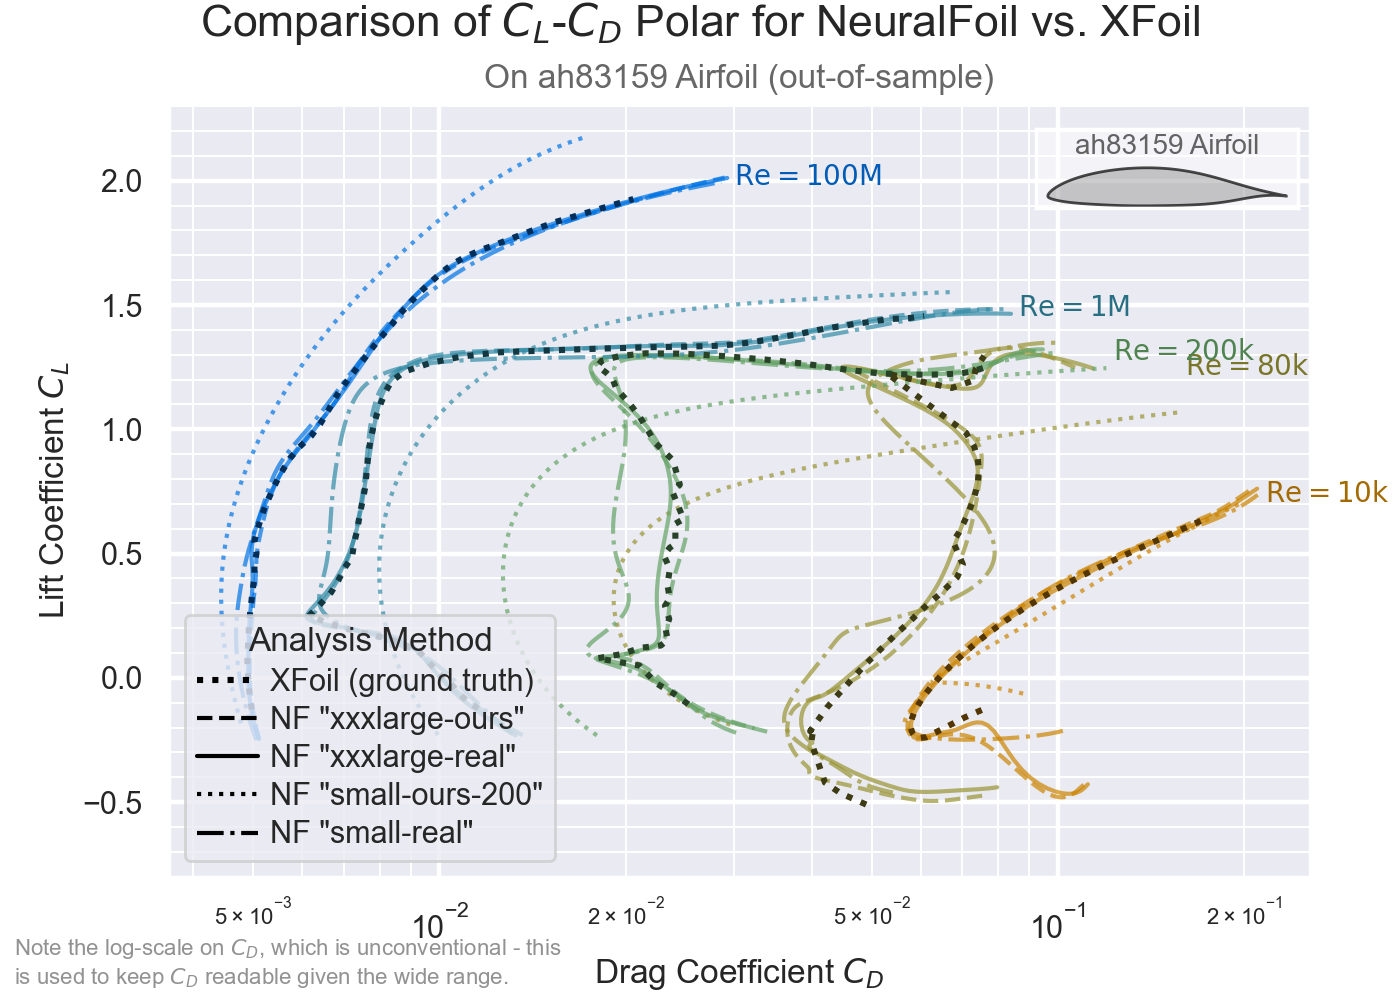 Comparison of C_L-C_D Polar for NeuralFoil vs. XFoil
On ah83159 Airfoil (out-of-sample)
ah83159 Airfoil
Re = 100M
Re = 1M
Re = 200k
Re = 80k
Re = 10k
Lift Coefficient C_L
2.0
1.5
1.0
0.5
0.0
−0.5
Analysis Method
XFoil (ground truth)
NF "xxxlarge-ours"
NF "xxxlarge-real"
NF "small-ours-200"
NF "small-real"
5 × 10⁻³
10⁻²
2 × 10⁻²
5 × 10⁻²
10⁻¹
2 × 10⁻¹
Drag Coefficient C_D
Note the log-scale on C_D, which is unconventional - this
is used to keep C_D readable given the wide range.